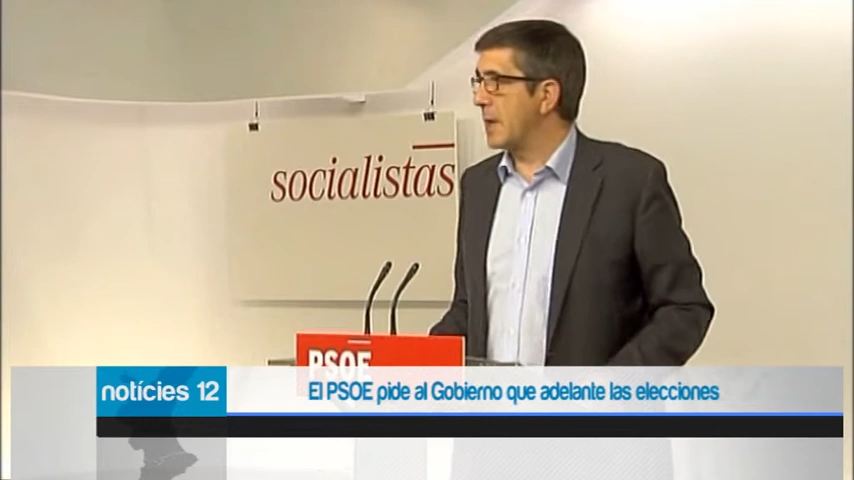 socialistas
PSOE
notícies 12
El PSOE pide al Gobierno que adelante las elecciones